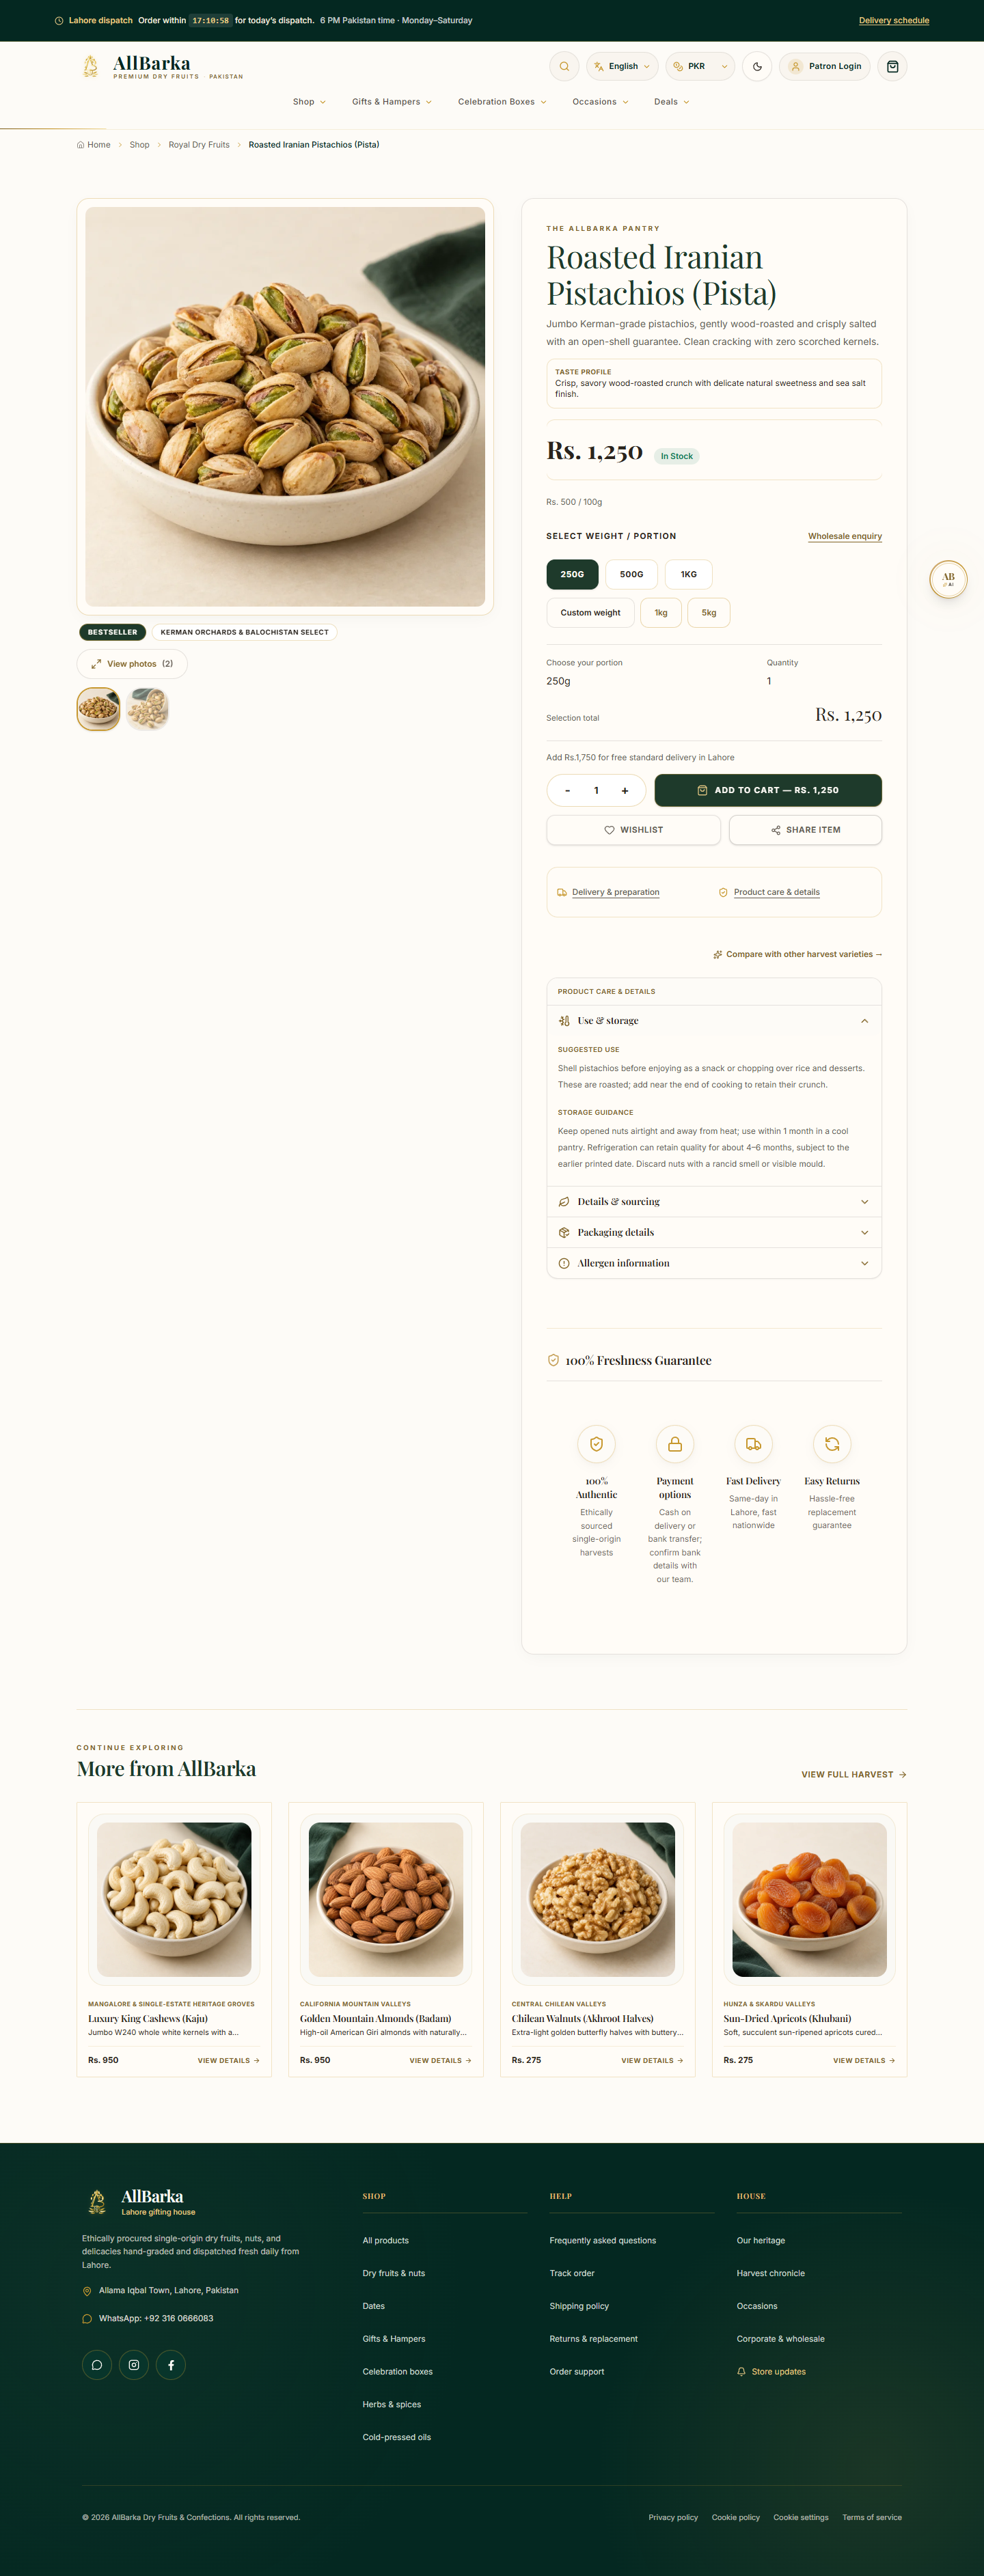 Lahore dispatch Order within 17:10:58 for today's dispatch. 6 PM Pakistan time · Monday–Saturday
Delivery schedule
AllBarka
PREMIUM DRY FRUITS · PAKISTAN
English
PKR
Patron Login
Shop
Gifts & Hampers
Celebration Boxes
Occasions
Deals
Home
Shop
Royal Dry Fruits
Roasted Iranian Pistachios (Pista)
THE ALLBARKA PANTRY
Roasted Iranian
Pistachios (Pista)
Jumbo Kerman-grade pistachios, gently wood-roasted and crisply salted
with an open-shell guarantee. Clean cracking with zero scorched kernels.
TASTE PROFILE
Crisp, savory wood-roasted crunch with delicate natural sweetness and sea salt
finish.
Rs. 1,250
In Stock
Rs. 500 / 100g
SELECT WEIGHT / PORTION
Wholesale enquiry
250G
500G
1KG
Custom weight
1kg
5kg
Choose your portion
Quantity
250g
1
Selection total
Rs. 1,250
Add Rs.1,750 for free standard delivery in Lahore
-
1
+
ADD TO CART — RS. 1,250
WISHLIST
SHARE ITEM
Delivery & preparation
Product care & details
Compare with other harvest varieties →
BESTSELLER
KERMAN ORCHARDS & BALOCHISTAN SELECT
View photos (2)
AB
AI
PRODUCT CARE & DETAILS
Use & storage
SUGGESTED USE
Shell pistachios before enjoying as a snack or chopping over rice and desserts.
These are roasted; add near the end of cooking to retain their crunch.
STORAGE GUIDANCE
Keep opened nuts airtight and away from heat; use within 1 month in a cool
pantry. Refrigeration can retain quality for about 4–6 months, subject to the
earlier printed date. Discard nuts with a rancid smell or visible mould.
Details & sourcing
Packaging details
Allergen information
100% Freshness Guarantee
100%
Authentic
Ethically
sourced
single-origin
harvests
Payment
options
Cash on
delivery or
bank transfer;
confirm bank
details with
our team.
Fast Delivery
Same-day in
Lahore, fast
nationwide
Easy Returns
Hassle-free
replacement
guarantee
CONTINUE EXPLORING
More from AllBarka
VIEW FULL HARVEST →
MANGALORE & SINGLE-ESTATE HERITAGE GROVES
Luxury King Cashews (Kaju)
Jumbo W240 whole white kernels with a...
Rs. 950
VIEW DETAILS →
CALIFORNIA MOUNTAIN VALLEYS
Golden Mountain Almonds (Badam)
High-oil American Giri almonds with naturally...
Rs. 950
VIEW DETAILS →
CENTRAL CHILEAN VALLEYS
Chilean Walnuts (Akhroot Halves)
Extra-light golden butterfly halves with buttery...
Rs. 275
VIEW DETAILS →
HUNZA & SKARDU VALLEYS
Sun-Dried Apricots (Khubani)
Soft, succulent sun-ripened apricots cured...
Rs. 275
VIEW DETAILS →
AllBarka
Lahore gifting house
Ethically procured single-origin dry fruits, nuts, and
delicacies hand-graded and dispatched fresh daily from
Lahore.
Allama Iqbal Town, Lahore, Pakistan
WhatsApp: +92 316 0666083
SHOP
All products
Dry fruits & nuts
Dates
Gifts & Hampers
Celebration boxes
Herbs & spices
Cold-pressed oils
HELP
Frequently asked questions
Track order
Shipping policy
Returns & replacement
Order support
HOUSE
Our heritage
Harvest chronicle
Occasions
Corporate & wholesale
Store updates
© 2026 AllBarka Dry Fruits & Confections. All rights reserved.
Privacy policy
Cookie policy
Cookie settings
Terms of service